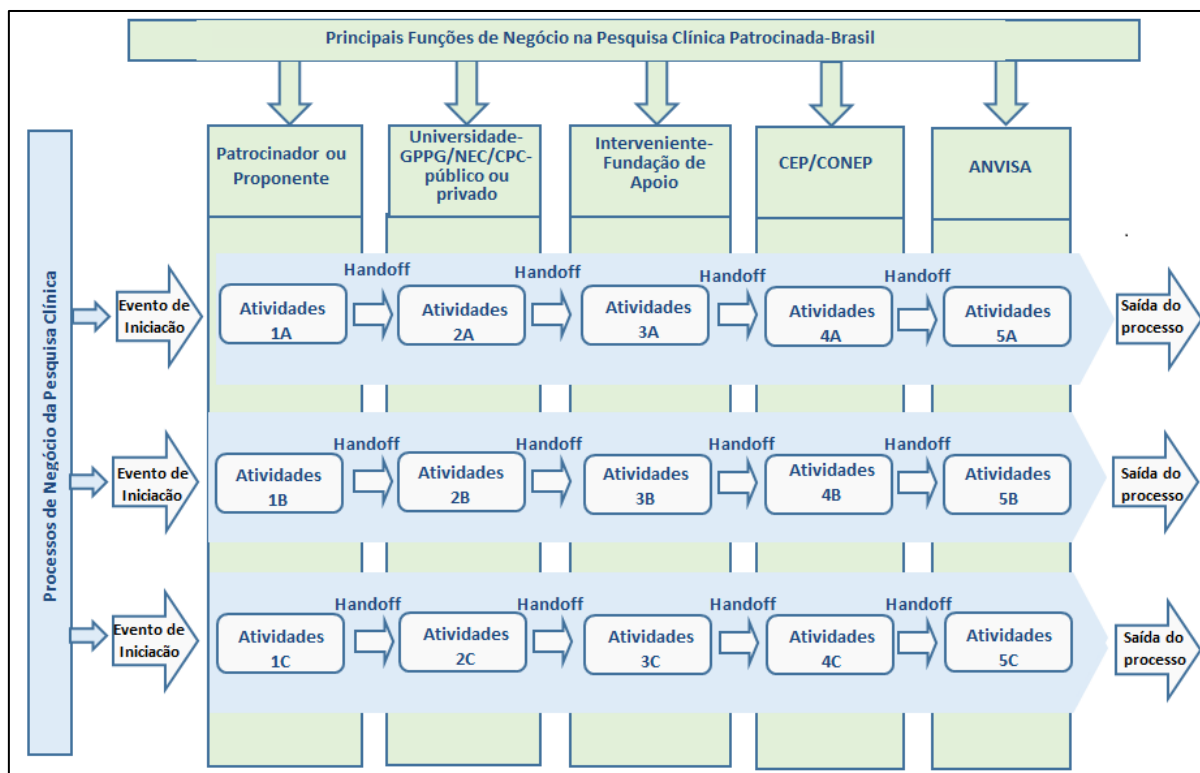 Principais Funções de Negócio na Pesquisa Clínica Patrocinada-Brasil
Patrocinador ou
Proponente
Universidade-
GPPG/NEC/CPC-
público ou
privado
Interveniente-
Fundação de
Apoio
CEP/CONEP
ANVISA
Processos de Negócio da Pesquisa Clínica
Evento de
Iniciacão
Handoff
Handoff
Handoff
Handoff
Atividades
1A
Atividades
2A
Atividades
3A
Atividades
4A
Atividades
5A
Saída do
processo
Evento de
Iniciacão
Handoff
Handoff
Handoff
Handoff
Atividades
1B
Atividades
2B
Atividades
3B
Atividades
4B
Atividades
5B
Saída do
processo
Evento de
Iniciacão
Handoff
Handoff
Handoff
Handoff
Atividades
1C
Atividades
2C
Atividades
3C
Atividades
4C
Atividades
5C
Saída do
processo